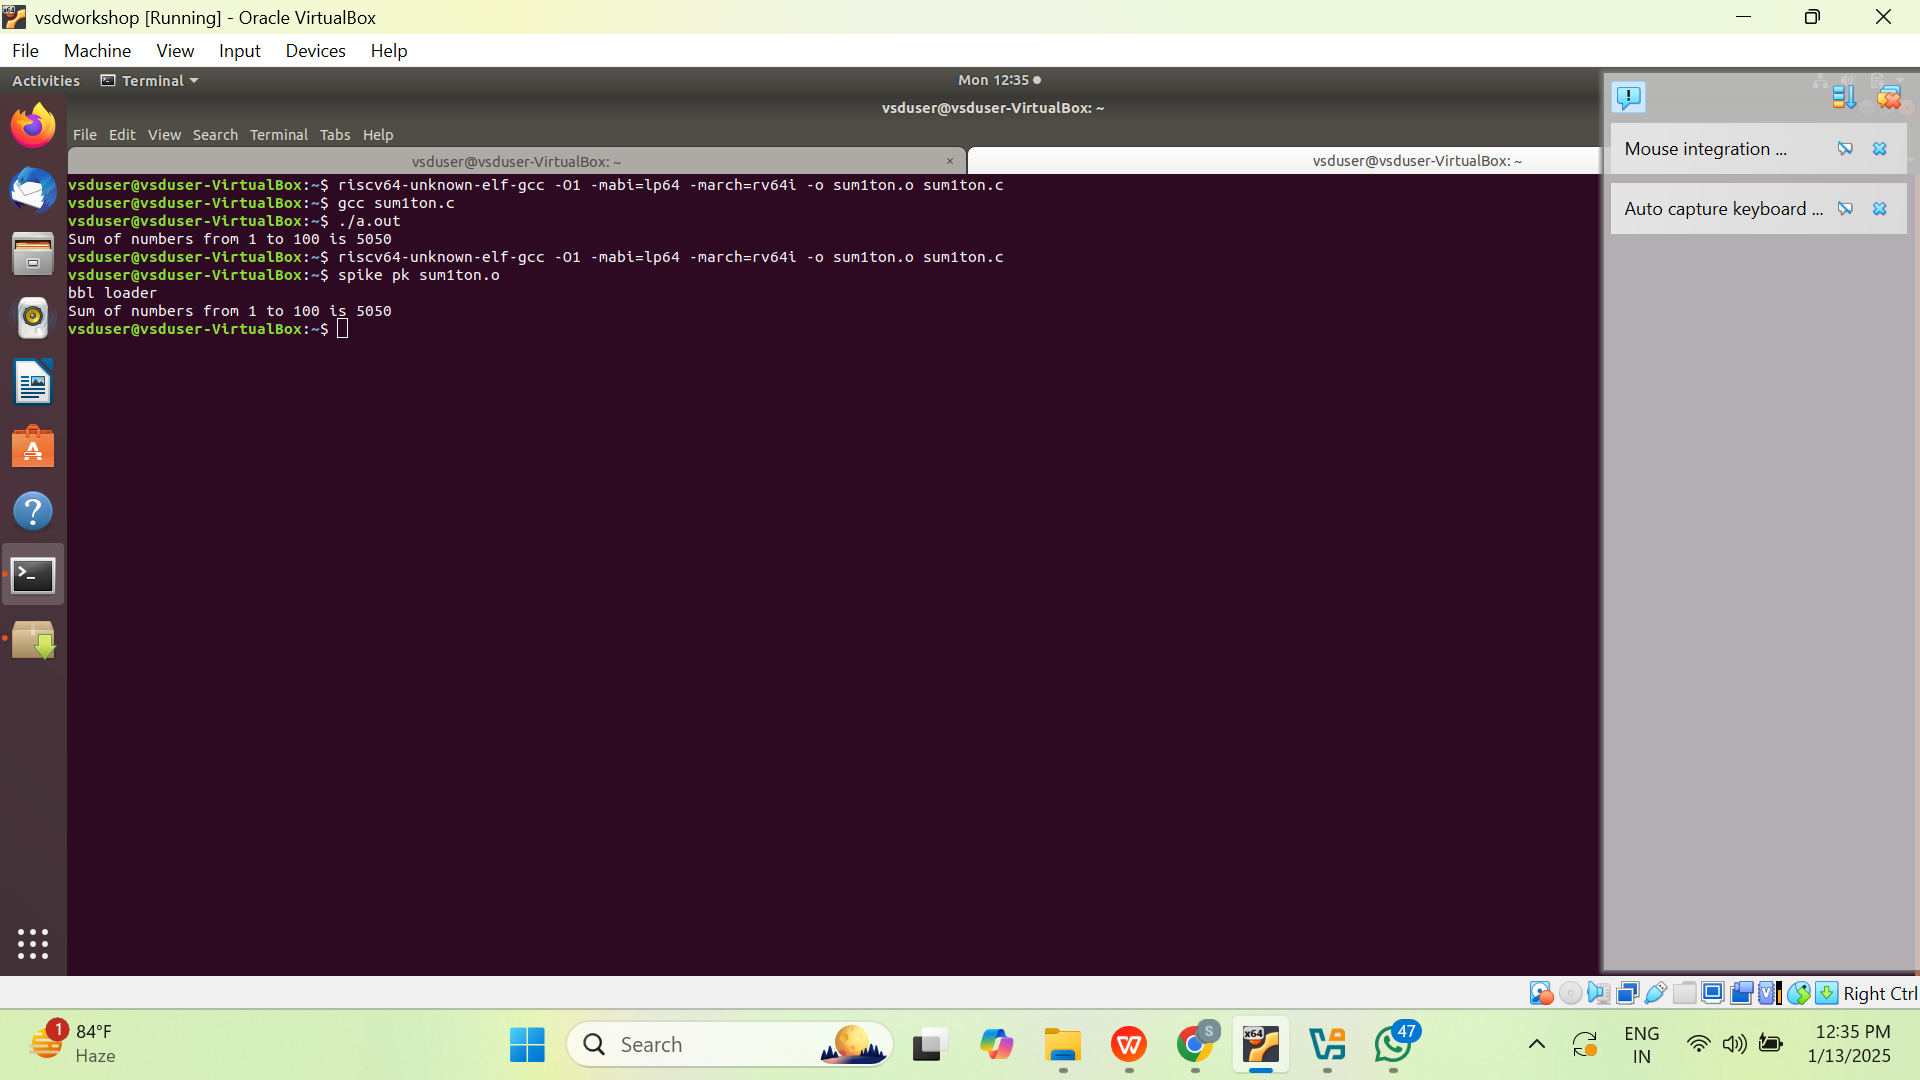 vsdworkshop [Running] - Oracle VirtualBox
File Machine View Input Devices Help
Activities Terminal Mon 12:35
vsduser@vsduser-VirtualBox: ~
File Edit View Search Terminal Tabs Help
vsduser@vsduser-VirtualBox: ~ × vsduser@vsduser-VirtualBox: ~
vsduser@vsduser-VirtualBox:~$ riscv64-unknown-elf-gcc -O1 -mabi=lp64 -march=rv64i -o sum1ton.o sum1ton.c
vsduser@vsduser-VirtualBox:~$ gcc sum1ton.c
vsduser@vsduser-VirtualBox:~$ ./a.out
Sum of numbers from 1 to 100 is 5050
vsduser@vsduser-VirtualBox:~$ riscv64-unknown-elf-gcc -O1 -mabi=lp64 -march=rv64i -o sum1ton.o sum1ton.c
vsduser@vsduser-VirtualBox:~$ spike pk sum1ton.o
bbl loader
Sum of numbers from 1 to 100 is 5050
vsduser@vsduser-VirtualBox:~$
Mouse integration ...
Auto capture keyboard ...
Right Ctrl
1
84°F
Haze
Search
x64
S
47
ENG
IN
12:35 PM
1/13/2025